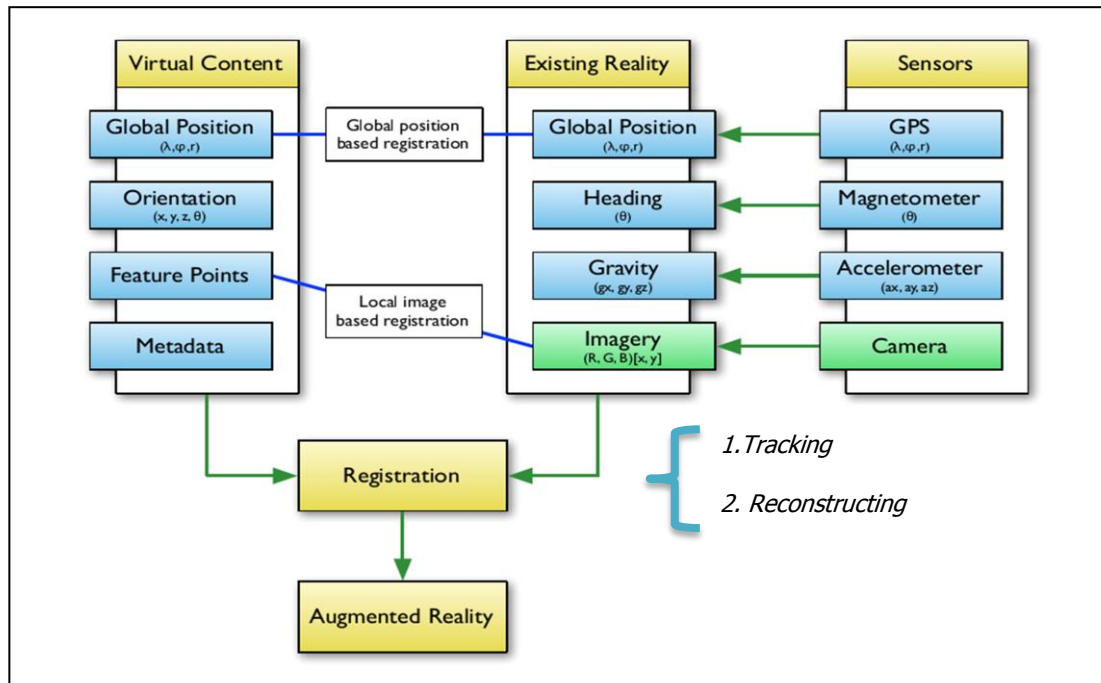 Virtual Content
Global Position
(λ,φ,r)
Orientation
(x, y, z, θ)
Feature Points
Metadata
Global position
based registration
Local image
based registration
Existing Reality
Global Position
(λ,φ,r)
Heading
(θ)
Gravity
(gx, gy, gz)
Imagery
(R, G, B)[x, y]
Sensors
GPS
(λ,φ,r)
Magnetometer
(θ)
Accelerometer
(ax, ay, az)
Camera
Registration
1.Tracking
2. Reconstructing
Augmented Reality